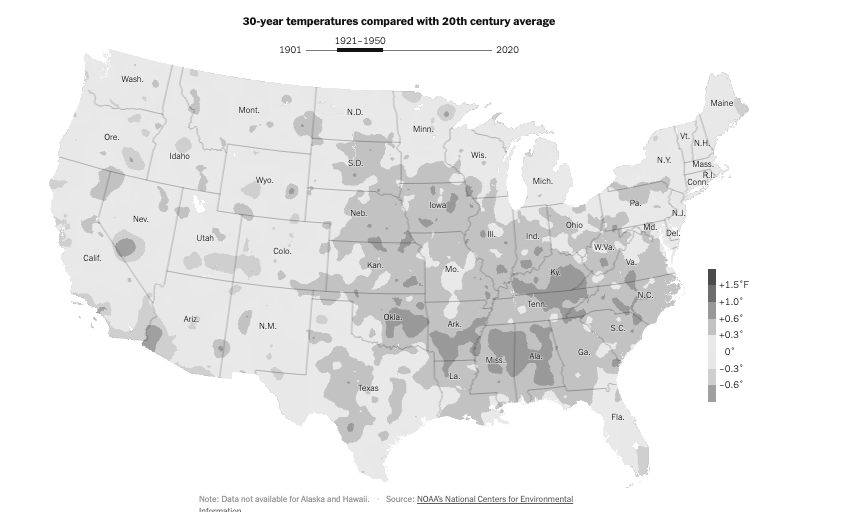 30-year temperatures compared with 20th century average
1921–1950
1901 2020
Wash.
Maine
Mont.
N.D.
Minn.
Ore.
Vt.
N.H.
Idaho
S.D.
Wis.
N.Y.
Mass.
R.I.
Conn.
Wyo.
Mich.
Iowa
Pa.
Neb.
N.J.
Nev.
Ohio
Md.
Del.
Utah
Ill.
Ind.
W.Va.
Colo.
Calif.
Kan.
Mo.
Ky.
Va.
+1.5°F
N.C.
+1.0°
Tenn.
Ariz.
N.M.
Okla.
Ark.
S.C.
+0.6°
+0.3°
Miss.
Ala.
Ga.
0°
La.
−0.3°
Texas
−0.6°
Fla.
Note: Data not available for Alaska and Hawaii. · Source: NOAA's National Centers for Environmental
Information